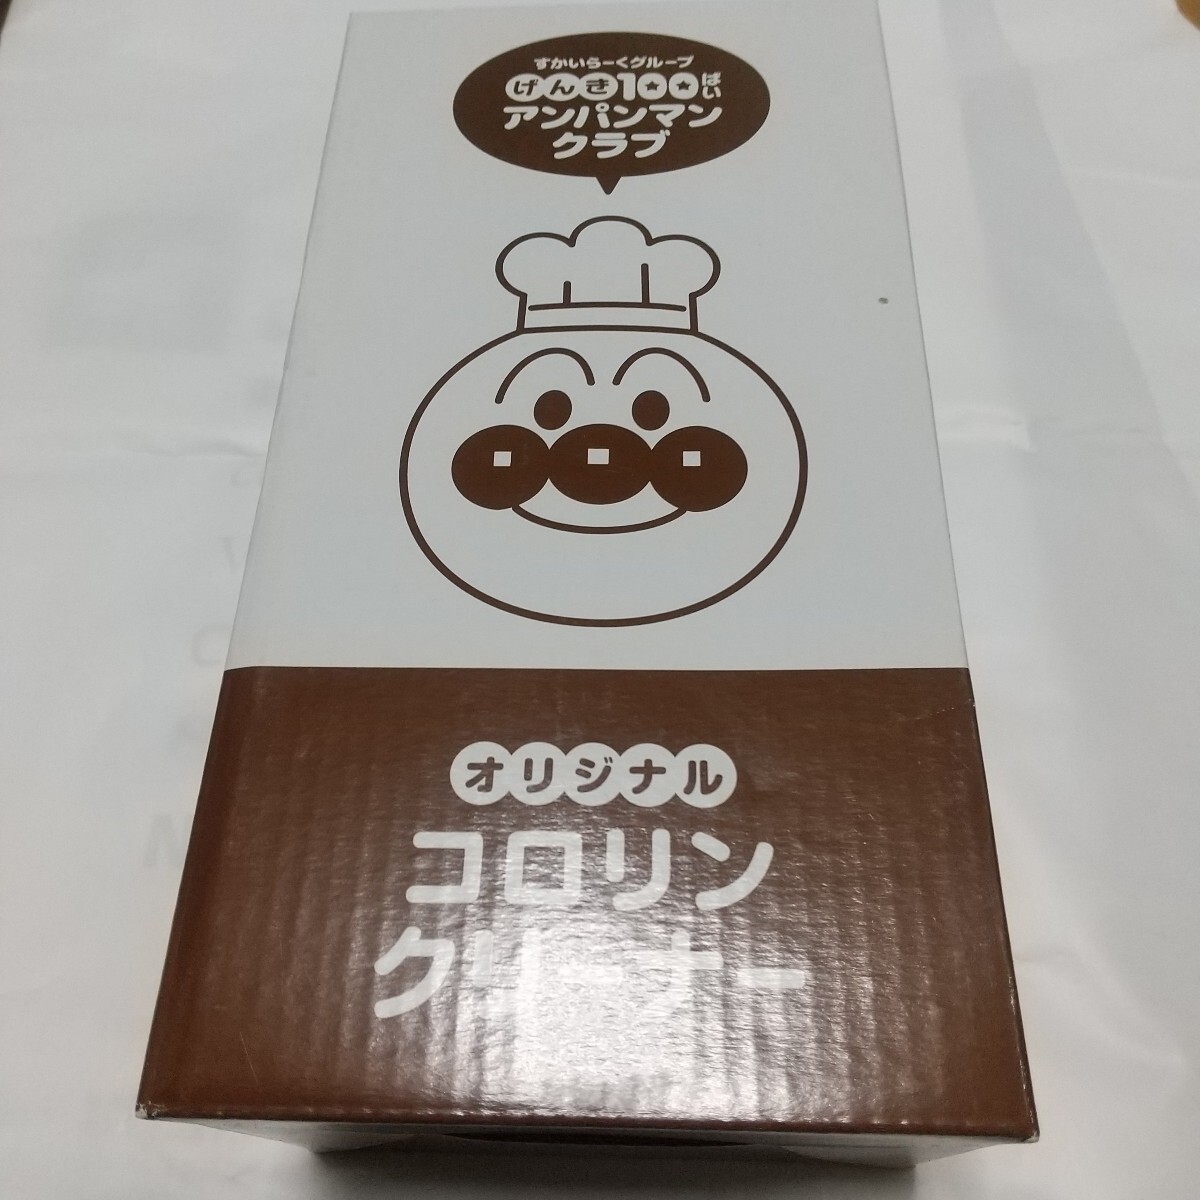 すかいらーくグループ
げんき100ばい
アンパンマン
クラブ
オリジナル
コロリン
クリーナー